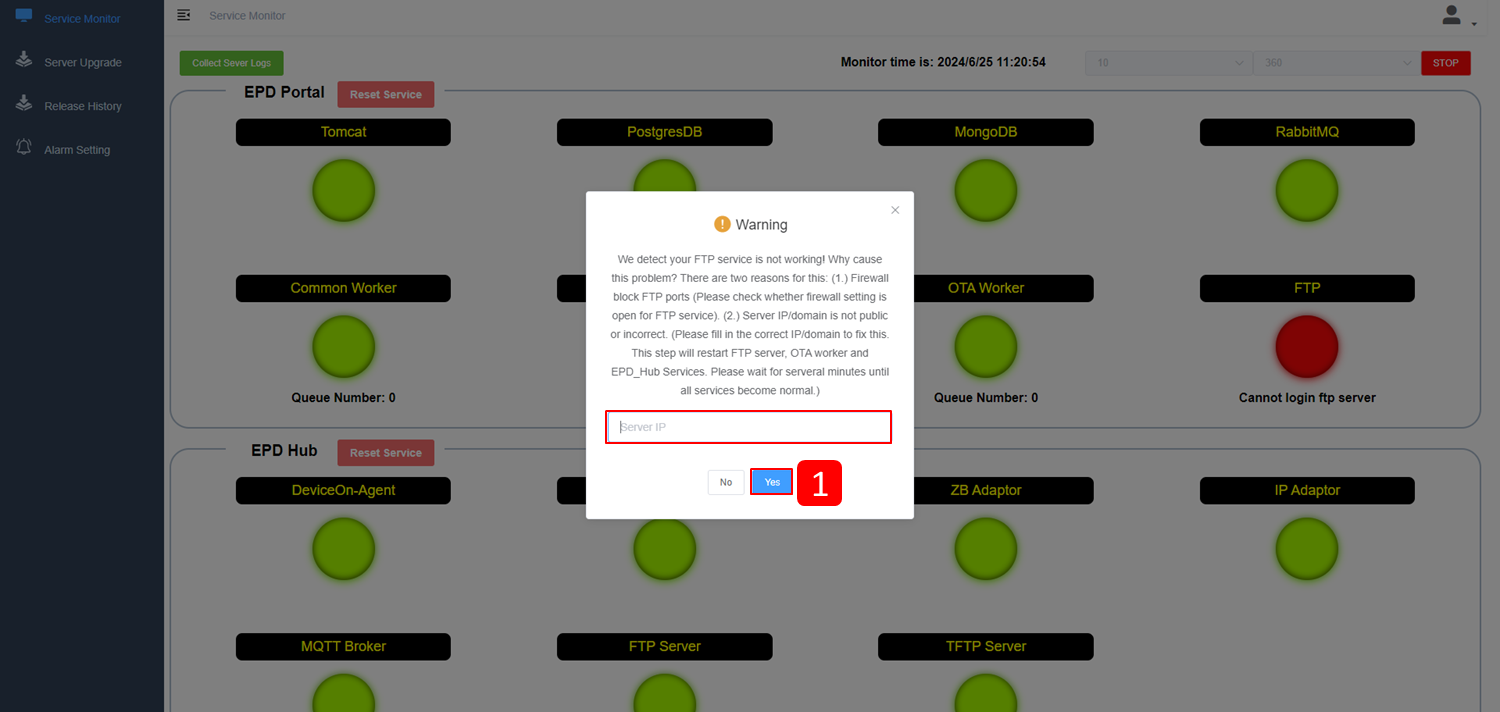 Service Monitor
Server Upgrade
Release History
Alarm Setting
Service Monitor
Collect Sever Logs
Monitor time is: 2024/6/25 11:20:54
10
360
STOP
EPD Portal
Reset Service
Tomcat
PostgresDB
MongoDB
RabbitMQ
Common Worker
OTA Worker
FTP
Queue Number: 0
Queue Number: 0
Cannot login ftp server
! Warning
We detect your FTP service is not working! Why cause
this problem? There are two reasons for this: (1.) Firewall
block FTP ports (Please check whether firewall setting is
open for FTP service). (2.) Server IP/domain is not public
or incorrect. (Please fill in the correct IP/domain to fix this.
This step will restart FTP server, OTA worker and
EPD_Hub Services. Please wait for serveral minutes until
all services become normal.)
Server IP
No
Yes
1
EPD Hub
Reset Service
DeviceOn-Agent
ZB Adaptor
IP Adaptor
MQTT Broker
FTP Server
TFTP Server